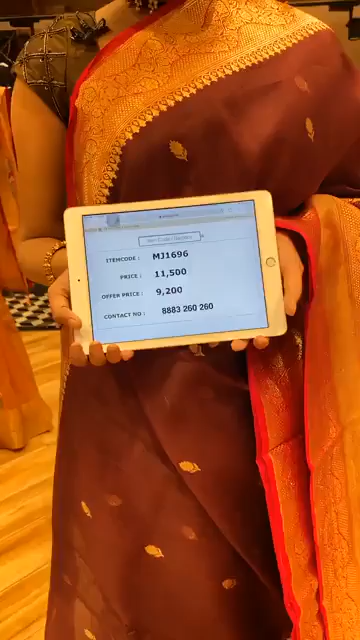 ITEMCODE : MJ1696
PRICE : 11,500
OFFER PRICE : 9,200
CONTACT NO : 8883 260 260